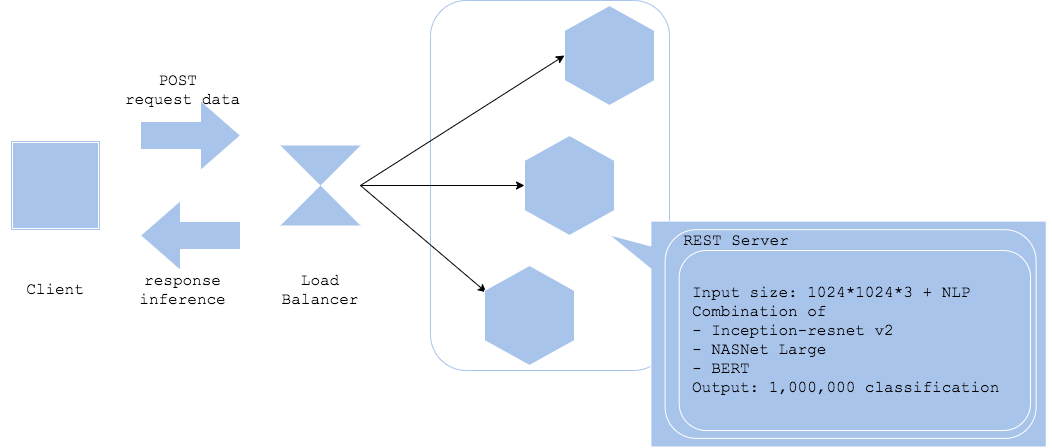 POST
request data
Client
response
inference
Load
Balancer
REST Server
Input size: 1024*1024*3 + NLP
Combination of
- Inception-resnet v2
- NASNet Large
- BERT
Output: 1,000,000 classification